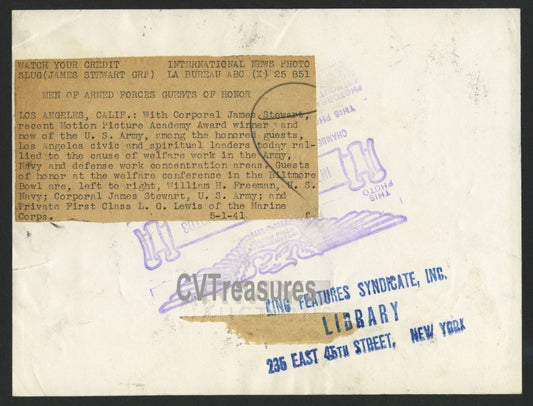 WATCH YOUR CREDIT INTERNATIONAL NEWS PHOTO
SLUG(JAMES STEWART GRP) LA BUREAU ABC (X) 25 851
MEN OF ARMED FORCES GUESTS OF HONOR
LOS ANGELES, CALIF.: With Corporal James Stewart,
recent Motion Picture Academy Award winner and
now of the U. S. Army, among the honored guests,
Los Angeles civic and spiritual leaders today ral-
lied to the cause of welfare work in the Army,
Navy and defense work concentration areas. Guests
of honor at the welfare conference in the Biltmore
Bowl are, left to right, William H. Freeman, U. S.
Navy; Corporal James Stewart, U. S. Army; and
Private First Class L. G. Lewis of the Marine
Corps. 5-1-41
THIS PHOTO
CHANGE
IN
THIS
PHOTO
CVTreasures
KING FEATURES SYNDICATE, INC.
LIBRARY
235 EAST 45TH STREET, NEW YORK